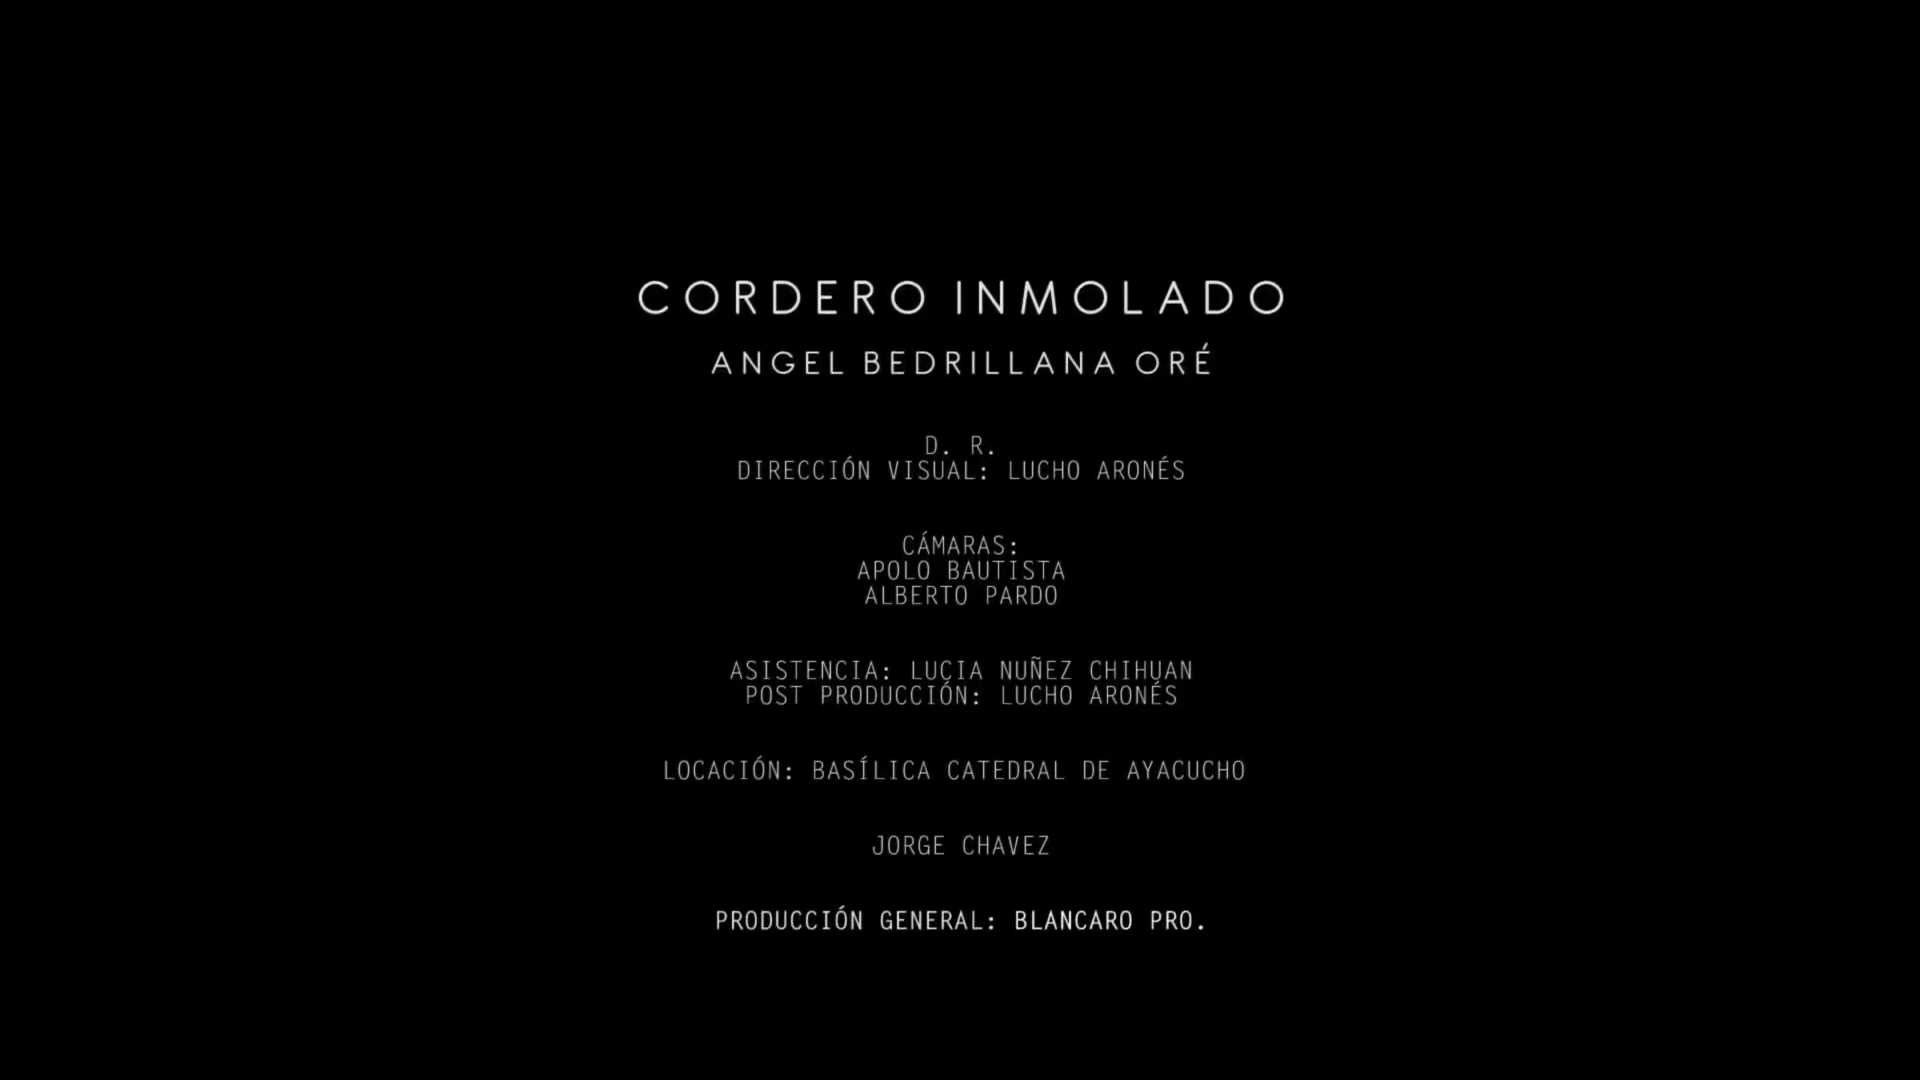 CORDERO INMOLADO
ANGEL BEDRILLANA ORÉ
D. R.
DIRECCIÓN VISUAL: LUCHO ARONÉS
CÁMARAS:
APOLO BAUTISTA
ALBERTO PARDO
ASISTENCIA: LUCIA NUÑEZ CHIHUAN
POST PRODUCCIÓN: LUCHO ARONÉS
LOCACIÓN: BASÍLICA CATEDRAL DE AYACUCHO
JORGE CHAVEZ
PRODUCCIÓN GENERAL: BLANCARO PRO.